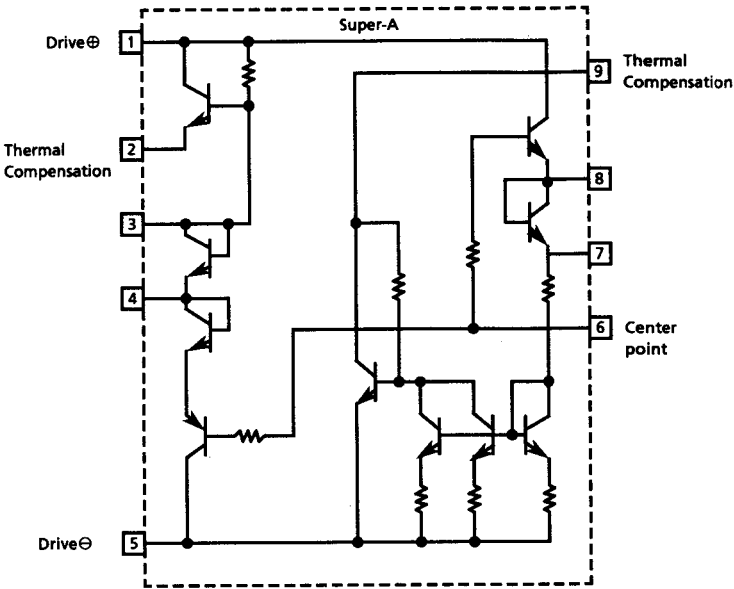 Super-A
Drive⊕
1
9
Thermal
Compensation
2
Thermal
Compensation
8
3
7
4
6
Center
point
Drive⊖
5